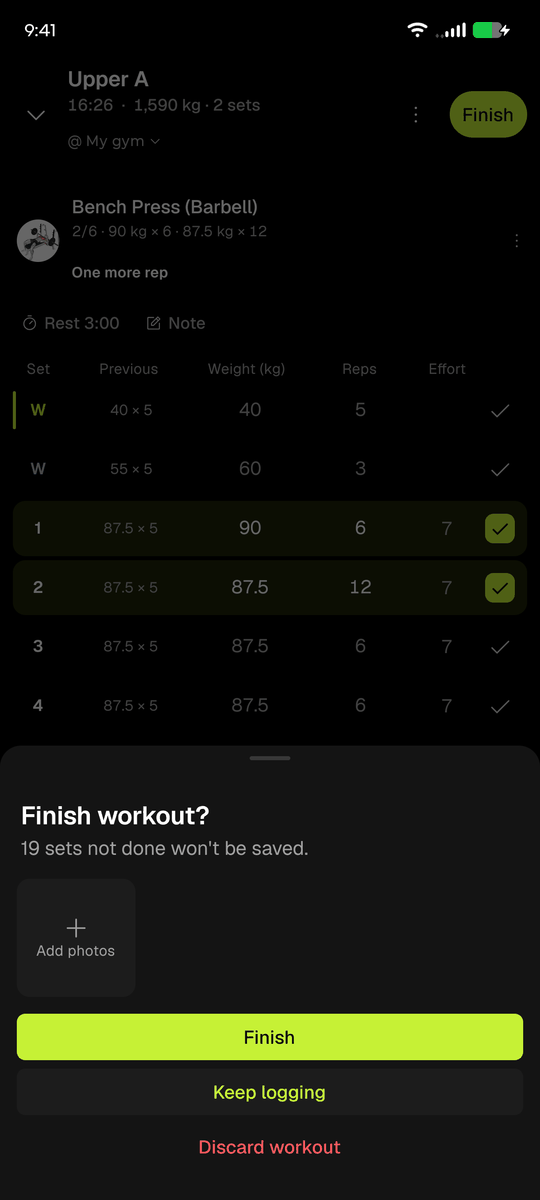 9:41
Upper A
16:26 · 1,590 kg · 2 sets
@ My gym
Finish
Bench Press (Barbell)
2/6 · 90 kg × 6 · 87.5 kg × 12
One more rep
Rest 3:00 Note
Set Previous Weight (kg) Reps Effort
W 40 × 5 40 5
W 55 × 5 60 3
1 87.5 × 5 90 6 7
2 87.5 × 5 87.5 12 7
3 87.5 × 5 87.5 6 7
4 87.5 × 5 87.5 6 7
Finish workout?
19 sets not done won't be saved.
Add photos
Finish
Keep logging
Discard workout